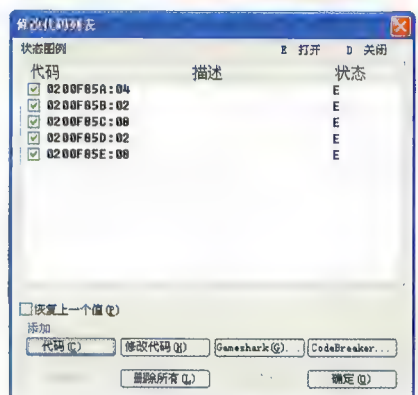 修改代码列表
状态图例 E 打开 D 关闭
代码 描述 状态
0200F85A:04 E
0200F85B:02 E
0200F85C:08 E
0200F85D:02 E
0200F85E:08 E
恢复上一个值(P)
添加
代码(C) 修改代码(H) Gameshark(G)... CodeBreaker...
删除所有(L) 确定(O)